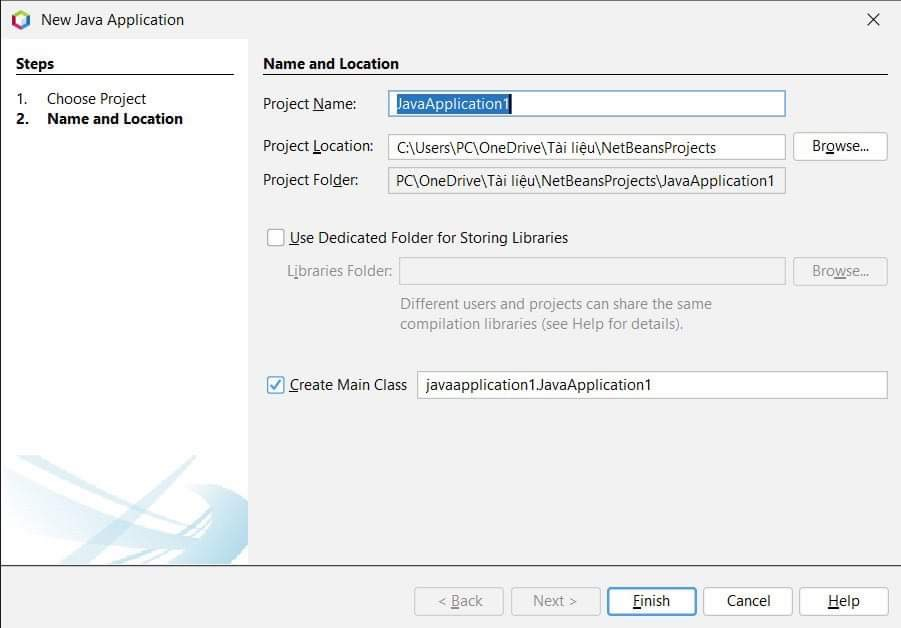 New Java Application
Steps
1. Choose Project
2. Name and Location
Name and Location
Project Name: JavaApplication1
Project Location: C:\Users\PC\OneDrive\Tài liệu\NetBeansProjects Browse...
Project Folder: PC\OneDrive\Tài liệu\NetBeansProjects\JavaApplication1
Use Dedicated Folder for Storing Libraries
Libraries Folder: Browse...
Different users and projects can share the same
compilation libraries (see Help for details).
Create Main Class javaapplication1.JavaApplication1
< Back Next > Finish Cancel Help